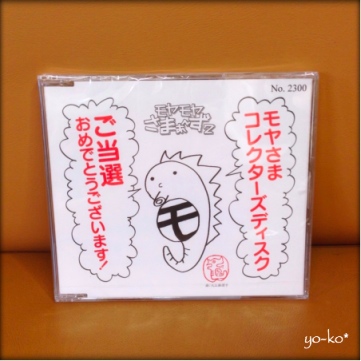 No. 2300
モヤモヤ
さまぁ〜ず2
モヤさま
コレクターズディスク
ご当選
おめでとうございます!
モ
yo-ko*